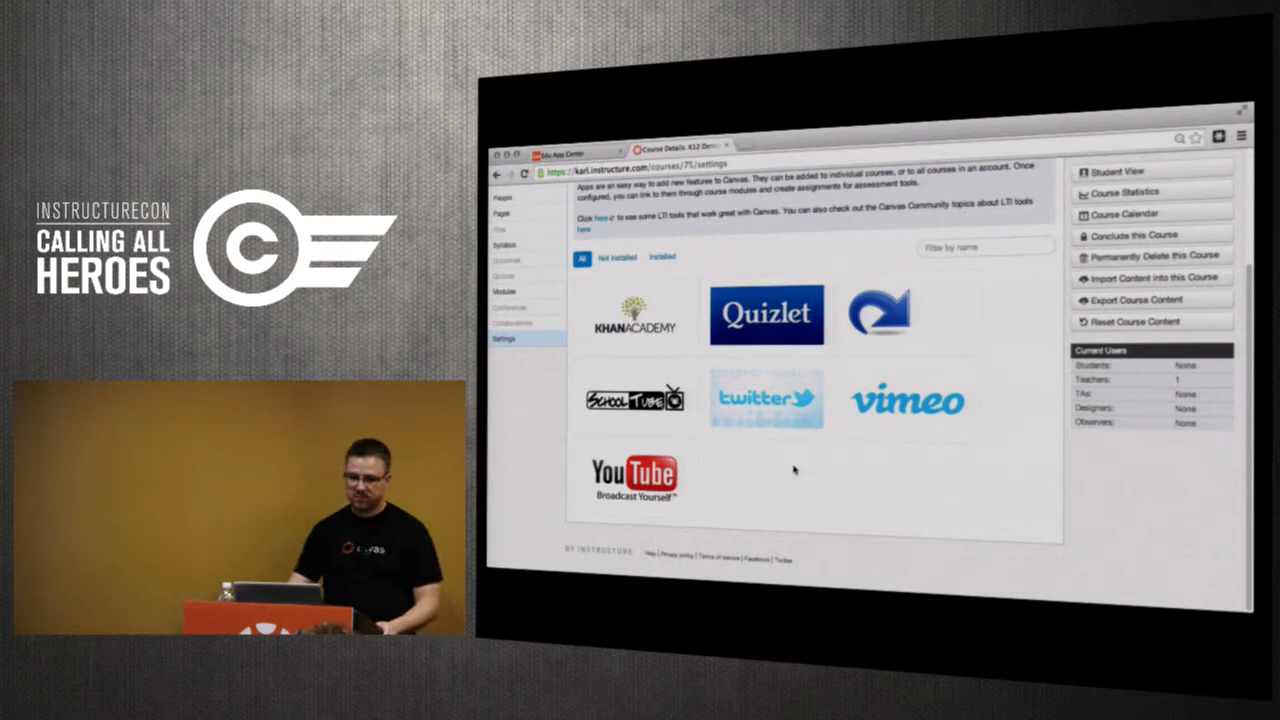 INSTRUCTURECON
CALLING ALL
HEROES
C
Edu App Center
Course Details: K12 Demo
https://karl.instructure.com/courses/75/settings
People
Pages
Files
Syllabus
Outcomes
Quizzes
Modules
Conferences
Collaborations
Settings
Apps are an easy way to add new features to Canvas. They can be added to individual courses, or to all courses in an account. Once
configured, you can link to them through course modules and create assignments for assessment tools.
Click here to see some LTI tools that work great with Canvas. You can also check out the Canvas Community topics about LTI tools
here
All
Not Installed
Installed
Filter by name
KHANACADEMY
Quizlet
SCHOOLTUBE
twitter
vimeo
YouTube
Broadcast Yourself™
BY INSTRUCTURE
Help | Privacy policy | Terms of service | Facebook | Twitter
Student View
Course Statistics
Course Calendar
Conclude this Course
Permanently Delete this Course
Import Content into this Course
Export Course Content
Reset Course Content
Current Users
Students: None
Teachers: 1
TAs: None
Designers: None
Observers: None
canvas